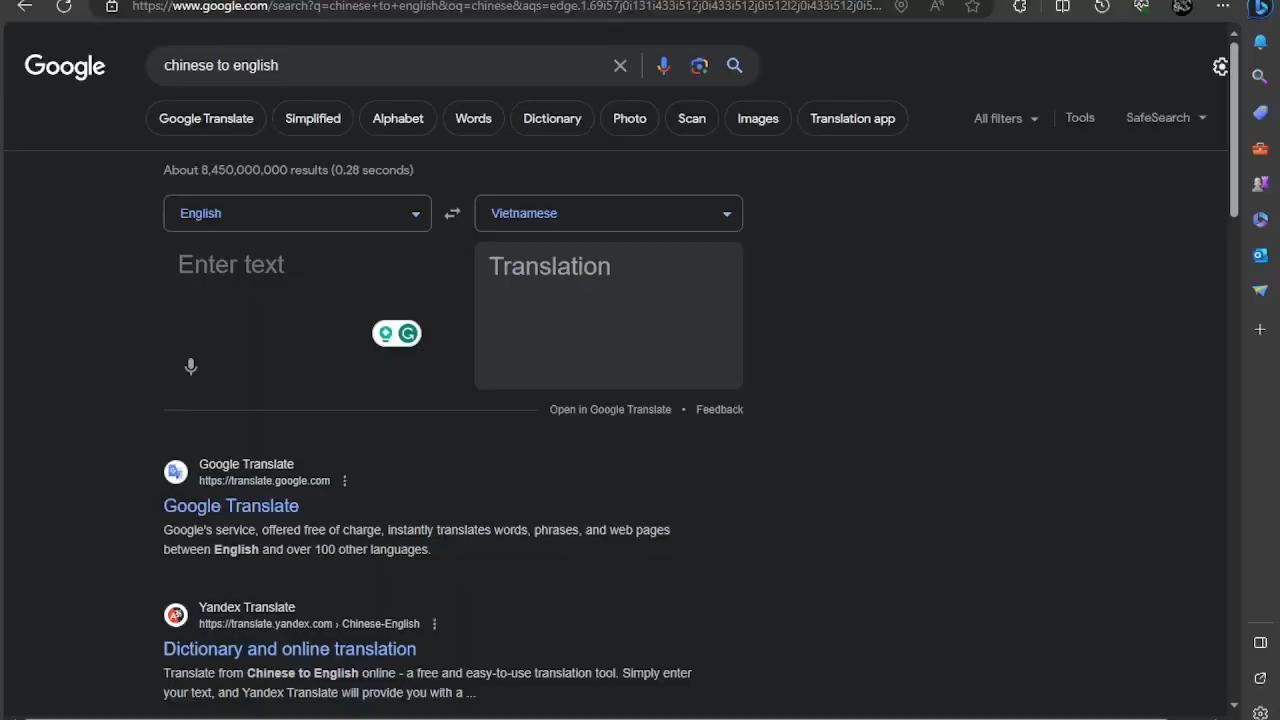 https://www.google.com/search?q=chinese+to+english&oq=chinese&aqs=edge.1.69i57j0i131i433i512j0i433i512j0i512l2j0i433i512j0i5...
Google
chinese to english
Google Translate
Simplified
Alphabet
Words
Dictionary
Photo
Scan
Images
Translation app
All filters
Tools
SafeSearch
About 8,450,000,000 results (0.28 seconds)
English
Vietnamese
Enter text
Translation
Open in Google Translate • Feedback
Google Translate
https://translate.google.com
Google Translate
Google's service, offered free of charge, instantly translates words, phrases, and web pages
between English and over 100 other languages.
Yandex Translate
https://translate.yandex.com › Chinese-English
Dictionary and online translation
Translate from Chinese to English online - a free and easy-to-use translation tool. Simply enter
your text, and Yandex Translate will provide you with a ...